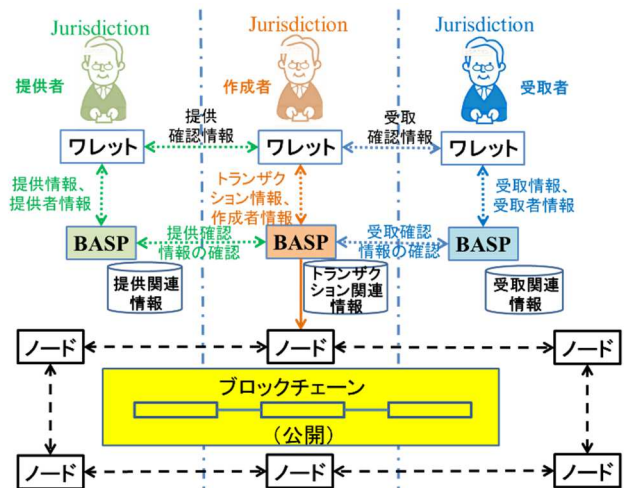 Jurisdiction
Jurisdiction
Jurisdiction
提供者
作成者
受取者
提供
確認情報
受取
確認情報
ワレット
ワレット
ワレット
提供情報、
提供者情報
トランザク
ション情報、
作成者情報
受取情報、
受取者情報
BASP
提供確認
情報の確認
BASP
受取確認
情報の確認
BASP
提供関連
情報
トランザク
ション関連
情報
受取関連
情報
ノード
ノード
ノード
ブロックチェーン
（公開）
ノード
ノード
ノード